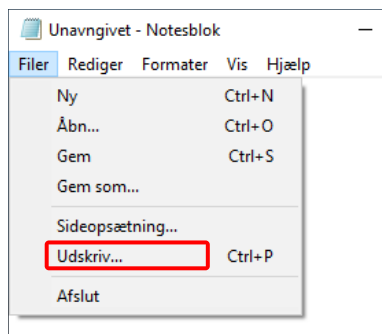 Unavngivet - Notesblok
Filer Rediger Formater Vis Hjælp
Ny Ctrl+N
Åbn... Ctrl+O
Gem Ctrl+S
Gem som...
Sideopsætning...
Udskriv... Ctrl+P
Afslut